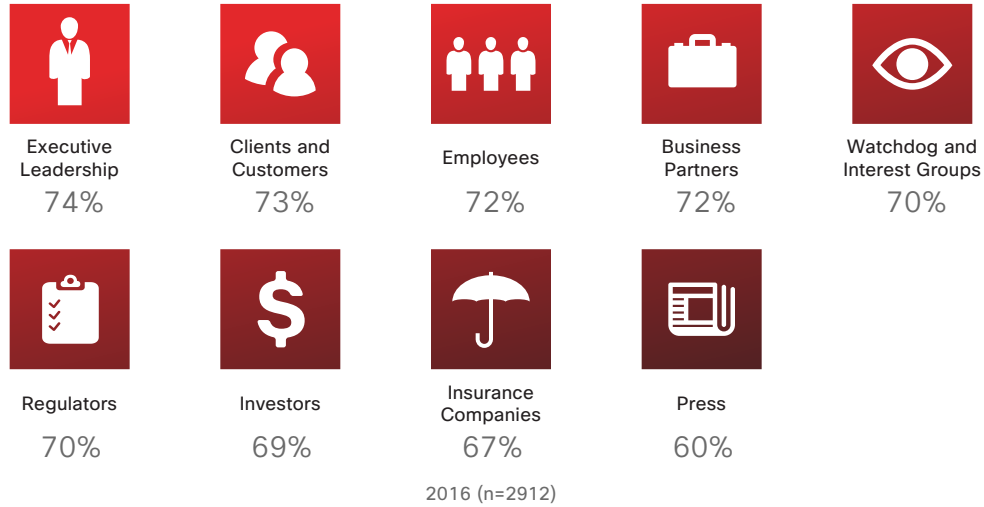 Executive
Leadership
74%
Clients and
Customers
73%
Employees
72%
Business
Partners
72%
Watchdog and
Interest Groups
70%
Regulators
70%
Investors
69%
Insurance
Companies
67%
Press
60%
2016 (n=2912)